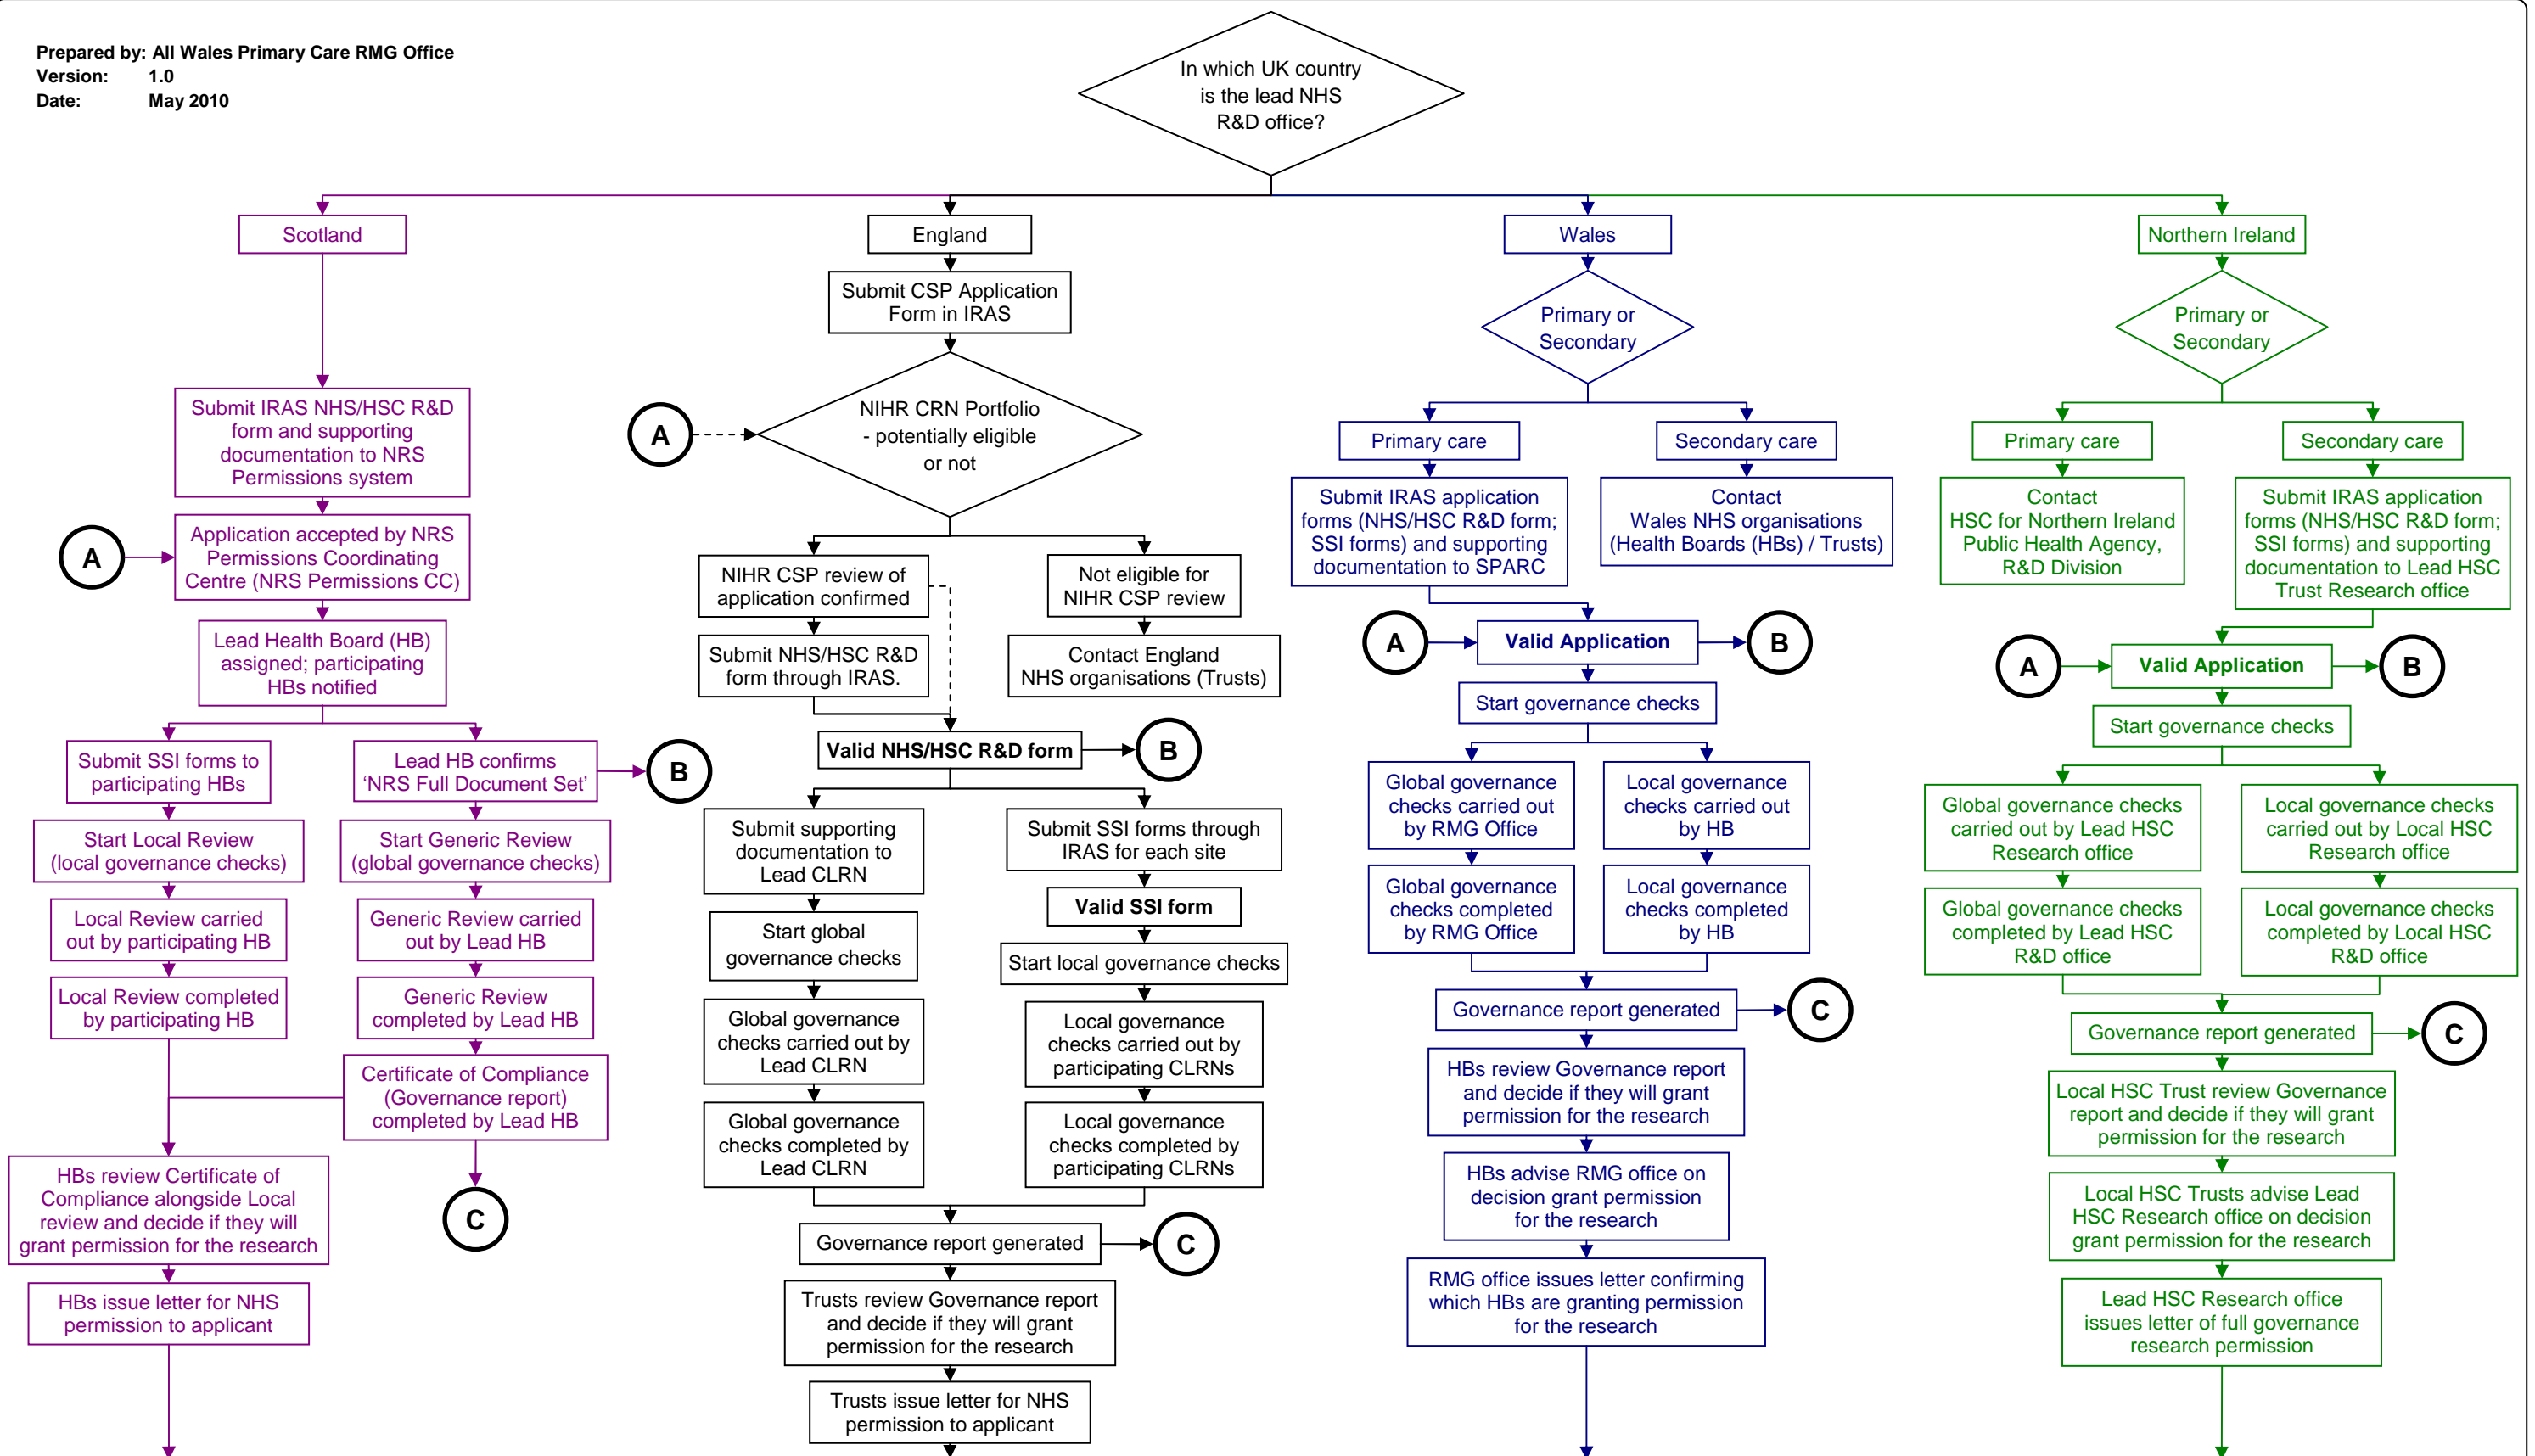 Prepared by: All Wales Primary Care RMG Office
Version: 1.0
Date: May 2010
In which UK country
is the lead NHS
R&D office?
Scotland
Submit IRAS NHS/HSC R&D
form and supporting
documentation to NRS
Permissions system
A
Application accepted by NRS
Permissions Coordinating
Centre (NRS Permissions CC)
Lead Health Board (HB)
assigned; participating
HBs notified
Submit SSI forms to
participating HBs
Start Local Review
(local governance checks)
Local Review carried
out by participating HB
Local Review completed
by participating HB
Lead HB confirms
‘NRS Full Document Set’
B
Start Generic Review
(global governance checks)
Generic Review carried
out by Lead HB
Generic Review
completed by Lead HB
Certificate of Compliance
(Governance report)
completed by Lead HB
C
HBs review Certificate of
Compliance alongside Local
review and decide if they will
grant permission for the research
HBs issue letter for NHS
permission to applicant
England
Submit CSP Application
Form in IRAS
A
NIHR CRN Portfolio
- potentially eligible
or not
NIHR CSP review of
application confirmed
Submit NHS/HSC R&D
form through IRAS.
Not eligible for
NIHR CSP review
Contact England
NHS organisations (Trusts)
Valid NHS/HSC R&D form
B
Submit supporting
documentation to
Lead CLRN
Start global
governance checks
Global governance
checks carried out by
Lead CLRN
Global governance
checks completed by
Lead CLRN
Submit SSI forms through
IRAS for each site
Valid SSI form
Start local governance checks
Local governance
checks carried out by
participating CLRNs
Local governance
checks completed by
participating CLRNs
Governance report generated
C
Trusts review Governance report
and decide if they will grant
permission for the research
Trusts issue letter for NHS
permission to applicant
Wales
Primary or
Secondary
Primary care
Submit IRAS application
forms (NHS/HSC R&D form;
SSI forms) and supporting
documentation to SPARC
Secondary care
Contact
Wales NHS organisations
(Health Boards (HBs) / Trusts)
A
Valid Application
B
Start governance checks
Global governance
checks carried out
by RMG Office
Global governance
checks completed
by RMG Office
Local governance
checks carried out
by HB
Local governance
checks completed
by HB
Governance report generated
C
HBs review Governance report
and decide if they will grant
permission for the research
HBs advise RMG office on
decision grant permission
for the research
RMG office issues letter confirming
which HBs are granting permission
for the research
Northern Ireland
Primary or
Secondary
Primary care
Contact
HSC for Northern Ireland
Public Health Agency,
R&D Division
Secondary care
Submit IRAS application
forms (NHS/HSC R&D form;
SSI forms) and supporting
documentation to Lead HSC
Trust Research office
A
Valid Application
B
Start governance checks
Global governance checks
carried out by Lead HSC
Research office
Global governance checks
completed by Lead HSC
R&D office
Local governance checks
carried out by Local HSC
Research office
Local governance checks
completed by Local HSC
R&D office
Governance report generated
C
Local HSC Trust review Governance
report and decide if they will grant
permission for the research
Local HSC Trusts advise Lead
HSC Research office on decision
grant permission for the research
Lead HSC Research office
issues letter of full governance
research permission